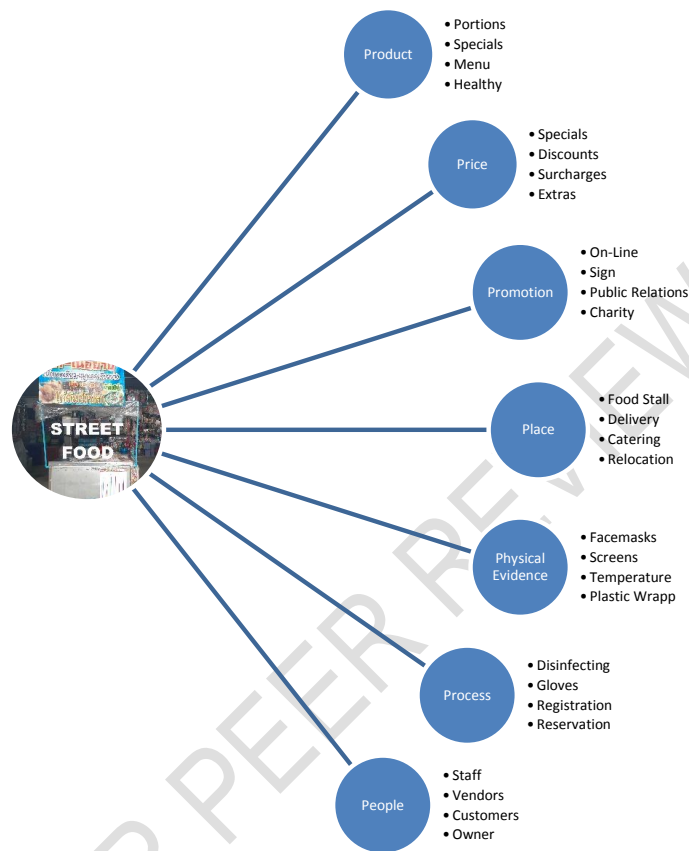 Product
• Portions
• Specials
• Menu
• Healthy
Price
• Specials
• Discounts
• Surcharges
• Extras
Promotion
• On-Line
• Sign
• Public Relations
• Charity
STREET
FOOD
Place
• Food Stall
• Delivery
• Catering
• Relocation
Physical
Evidence
• Facemasks
• Screens
• Temperature
• Plastic Wrapp
Process
• Disinfecting
• Gloves
• Registration
• Reservation
People
• Staff
• Vendors
• Customers
• Owner
PEER REVIEW